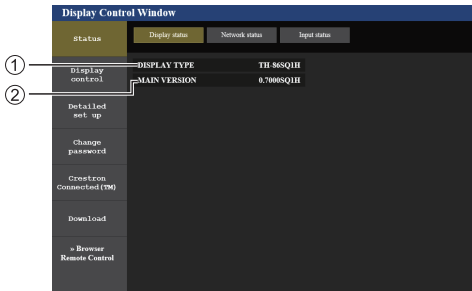 Display Control Window
Status
Display status
Network status
Input status
① DISPLAY TYPE TH-86SQ1H
② MAIN VERSION 0.7000SQ1H
Display
control
Detailed
set up
Change
password
Crestron
Connected(TM)
Download
» Browser
Remote Control